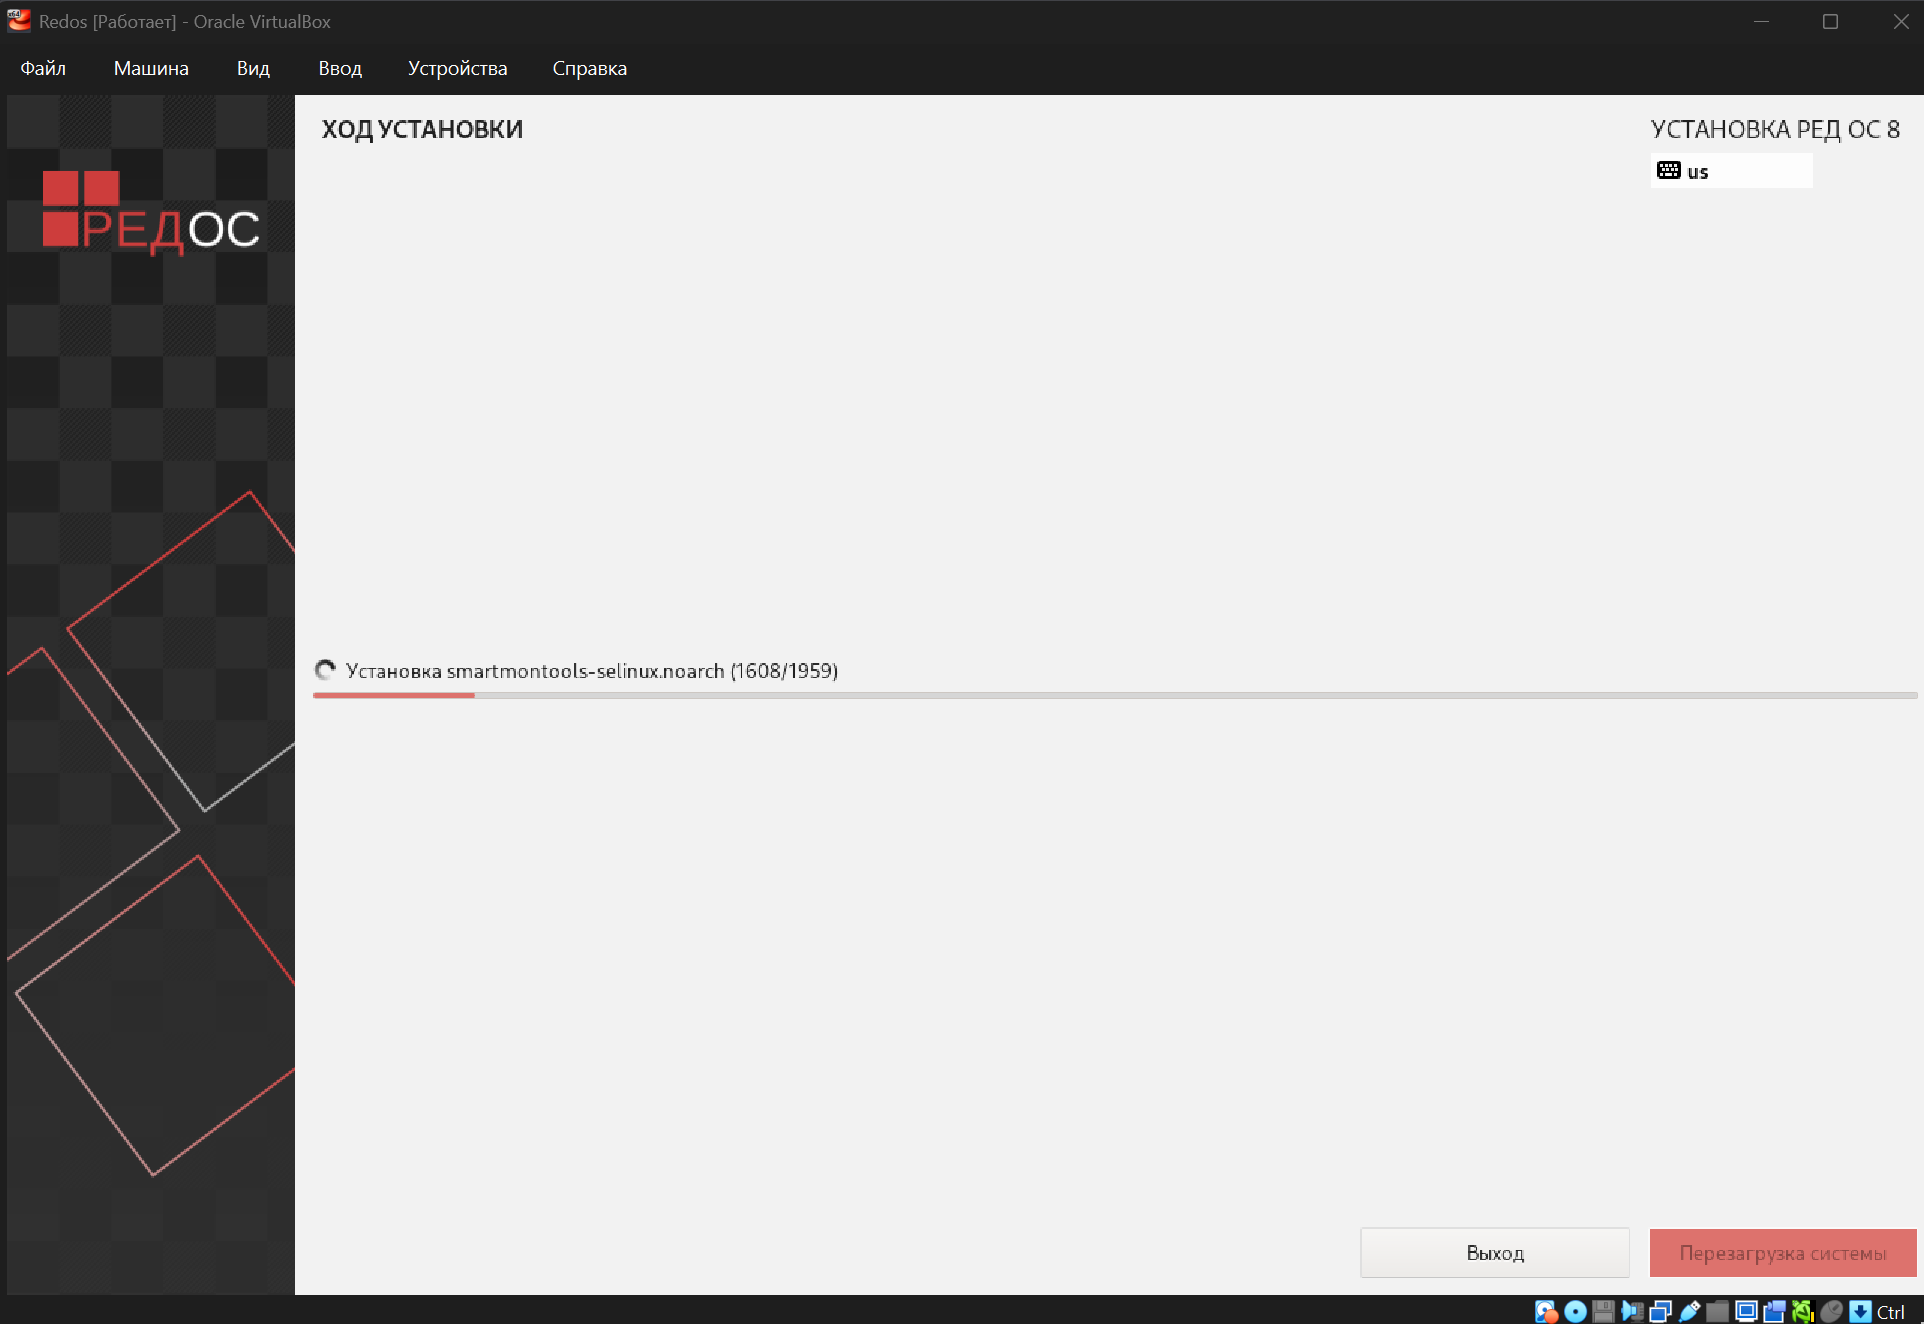 Redos [Работает] - Oracle VirtualBox
Файл Машина Вид Ввод Устройства Справка
РЕДОС
ХОД УСТАНОВКИ
УСТАНОВКА РЕД ОС 8
us
Установка smartmontools-selinux.noarch (1608/1959)
Выход
Перезагрузка системы
Ctrl